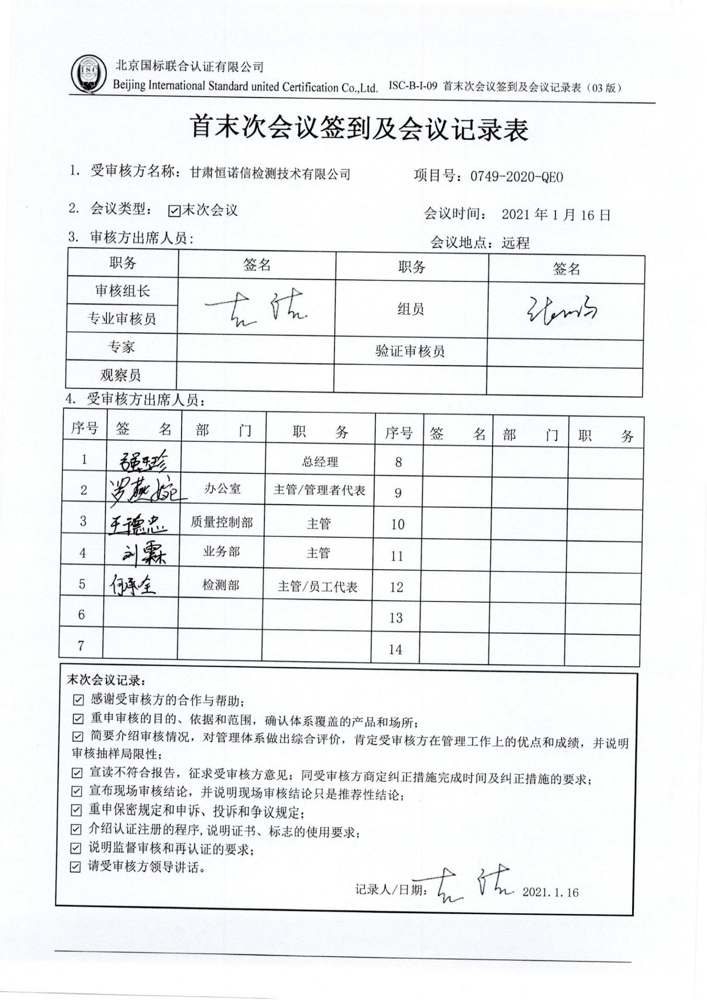 ISC
北京国标联合认证有限公司
Beijing International Standard united Certification Co.,Ltd. ISC-B-I-09 首末次会议签到及会议记录表（03 版）
首末次会议签到及会议记录表
1. 受审核方名称：甘肃恒诺信检测技术有限公司 项目号：0749-2020-QEO
2. 会议类型： ☑末次会议 会议时间： 2021 年 1 月 16 日
3. 审核方出席人员： 会议地点：远程
职务 签名 职务 签名
审核组长 组员
专业审核员
专家 验证审核员
观察员
4. 受审核方出席人员：
序号 签 名 部 门 职 务 序号 签 名 部 门 职 务
1 总经理 8
2 罗燕婉 办公室 主管/管理者代表 9
3 王德忠 质量控制部 主管 10
4 刘霖 业务部 主管 11
5 何承全 检测部 主管/员工代表 12
6 13
7 14
末次会议记录：
☑ 感谢受审核方的合作与帮助；
☑ 重申审核的目的、依据和范围，确认体系覆盖的产品和场所；
☑ 简要介绍审核情况，对管理体系做出综合评价，肯定受审核方在管理工作上的优点和成绩，并说明
审核抽样局限性；
☑ 宣读不符合报告，征求受审核方意见；同受审核方商定纠正措施完成时间及纠正措施的要求；
☑ 宣布现场审核结论，并说明现场审核结论只是推荐性结论；
☑ 重申保密规定和申诉、投诉和争议规定；
☑ 介绍认证注册的程序,说明证书、标志的使用要求；
☑ 说明监督审核和再认证的要求；
☑ 请受审核方领导讲话。
记录人/日期： 2021.1.16